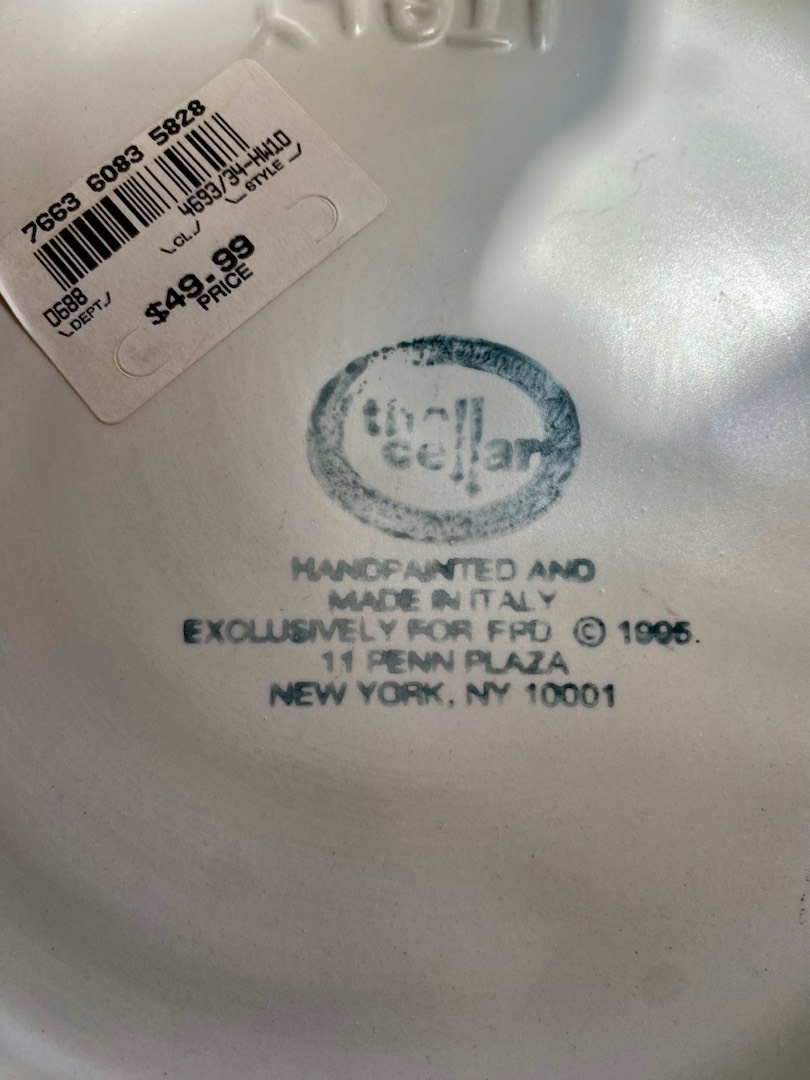 ITALY
7663 6083 5828
4693/34-HW10
CL.
STYLE
0688
DEPT.
$49.99
PRICE
the
cellar
HANDPAINTED AND
MADE IN ITALY
EXCLUSIVELY FOR FPD © 1995.
11 PENN PLAZA
NEW YORK, NY 10001